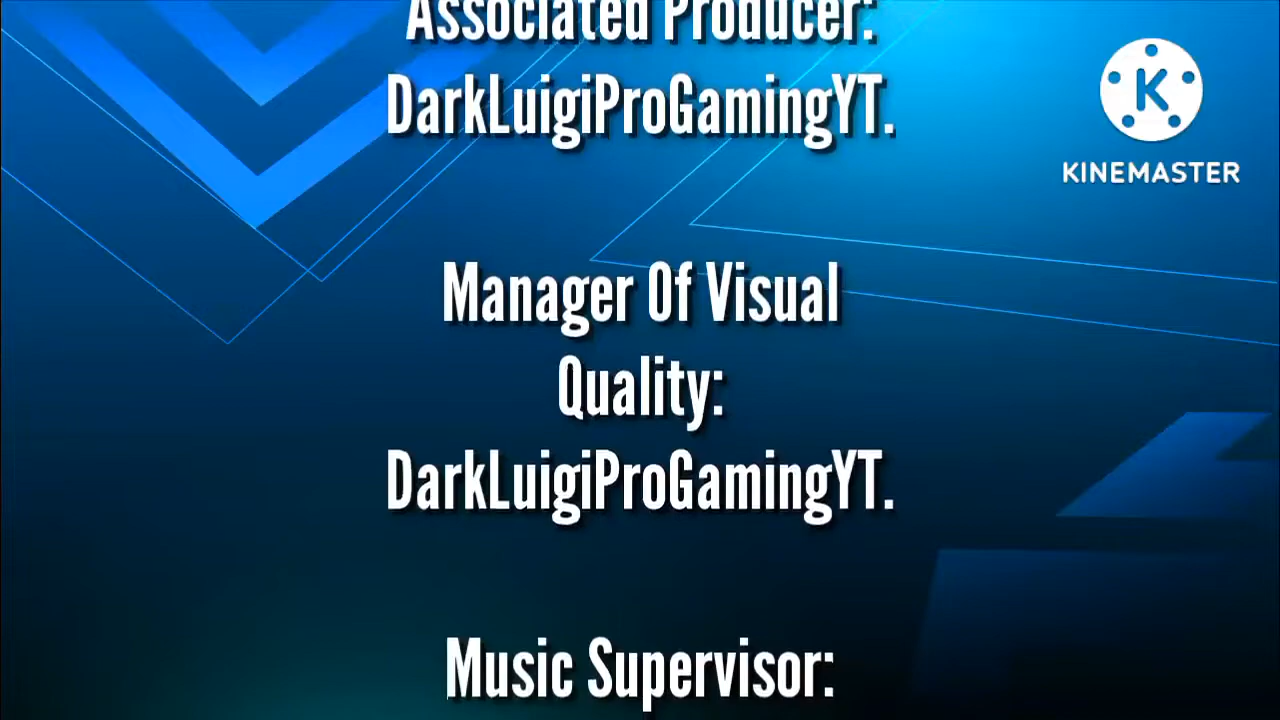 Associated Producer:
DarkLuigiProGamingYT.
K
KINEMASTER
Manager Of Visual
Quality:
DarkLuigiProGamingYT.
Music Supervisor: